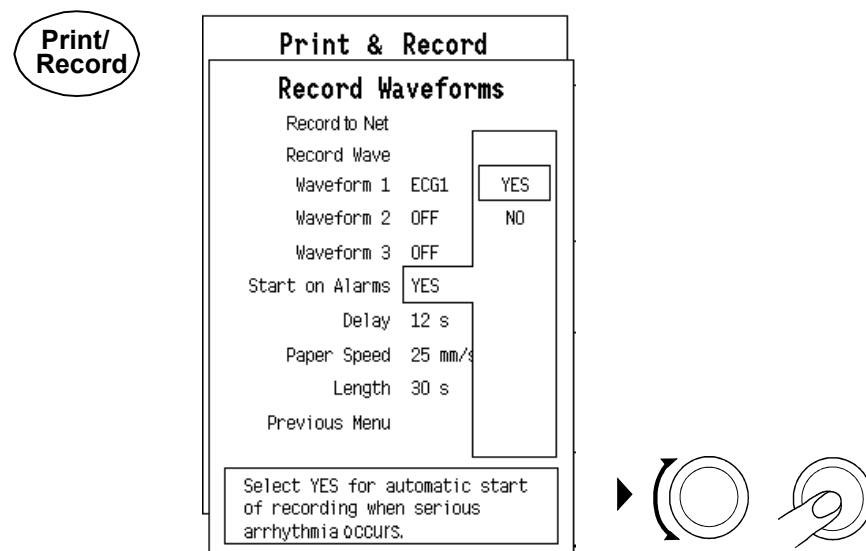 Print/
Record
Print & Record
Record Waveforms
Record to Net
Record Wave
Waveform 1 ECG1 YES
Waveform 2 OFF NO
Waveform 3 OFF
Start on Alarms YES
Delay 12 s
Paper Speed 25 mm/s
Length 30 s
Previous Menu
Select YES for automatic start
of recording when serious
arrhythmia occurs.